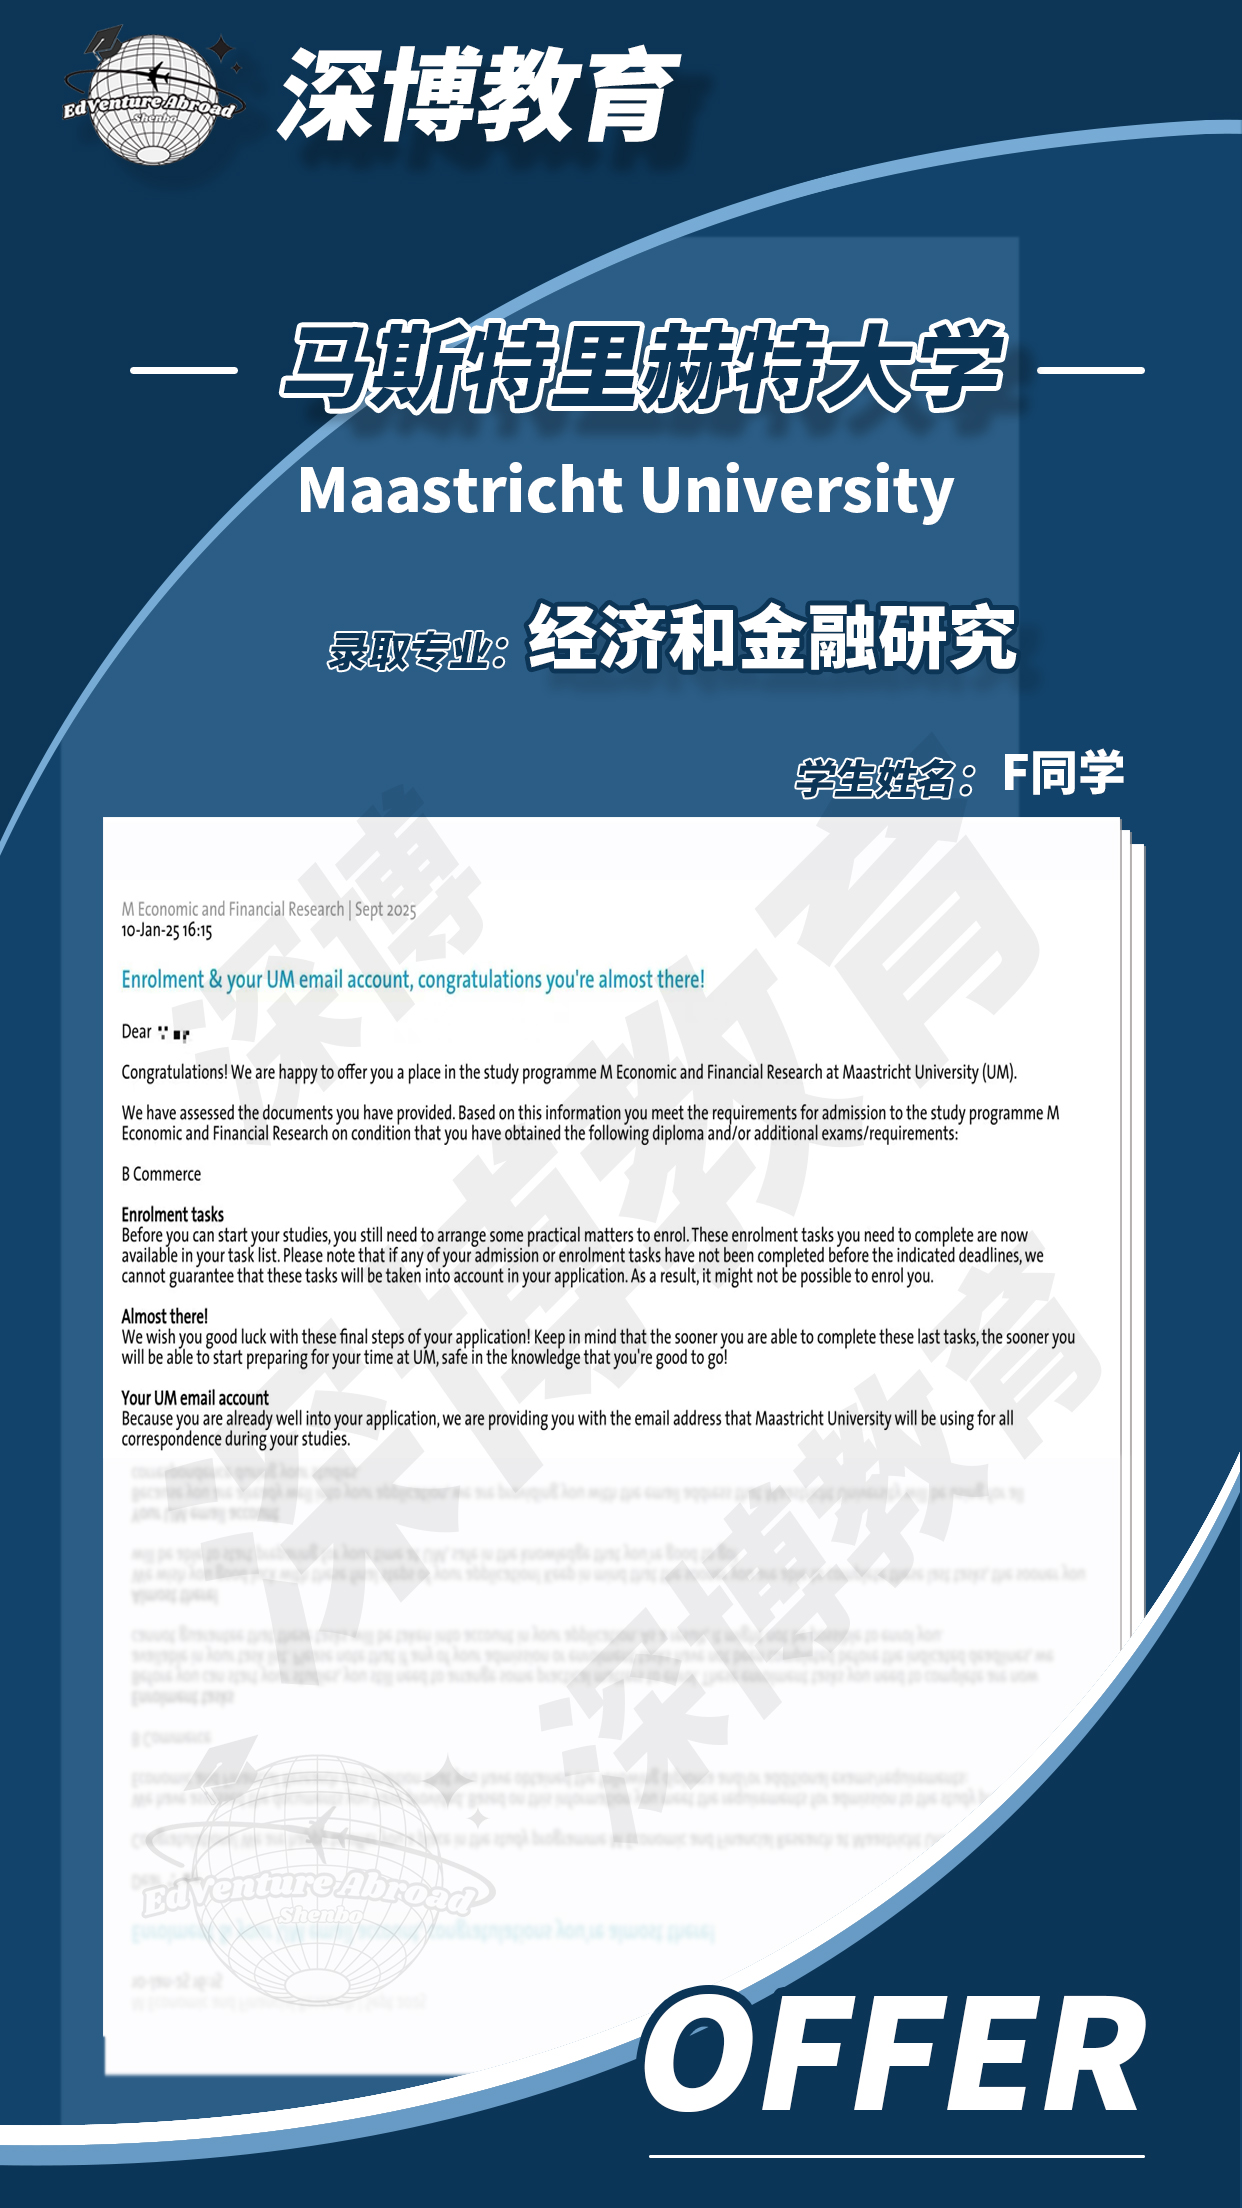 EdVenture Abroad
Shenbo
深博教育
马斯特里赫特大学
Maastricht University
录取专业：经济和金融研究
学生姓名：F同学
M Economic and Financial Research | Sept 2025
10-Jan-25 16:15
Enrolment & your UM email account, congratulations you're almost there!
Dear
Congratulations! We are happy to offer you a place in the study programme M Economic and Financial Research at Maastricht University (UM).
We have assessed the documents you have provided. Based on this information you meet the requirements for admission to the study programme M
Economic and Financial Research on condition that you have obtained the following diploma and/or additional exams/requirements:
B Commerce
Enrolment tasks
Before you can start your studies, you still need to arrange some practical matters to enrol. These enrolment tasks you need to complete are now
available in your task list. Please note that if any of your admission or enrolment tasks have not been completed before the indicated deadlines, we
cannot guarantee that these tasks will be taken into account in your application. As a result, it might not be possible to enrol you.
Almost there!
We wish you good luck with these final steps of your application! Keep in mind that the sooner you are able to complete these last tasks, the sooner you
will be able to start preparing for your time at UM, safe in the knowledge that you're good to go!
Your UM email account
Because you are already well into your application, we are providing you with the email address that Maastricht University will be using for all
correspondence during your studies.
深博
深博教育
深博教育
EdVenture Abroad
Shenbo
OFFER